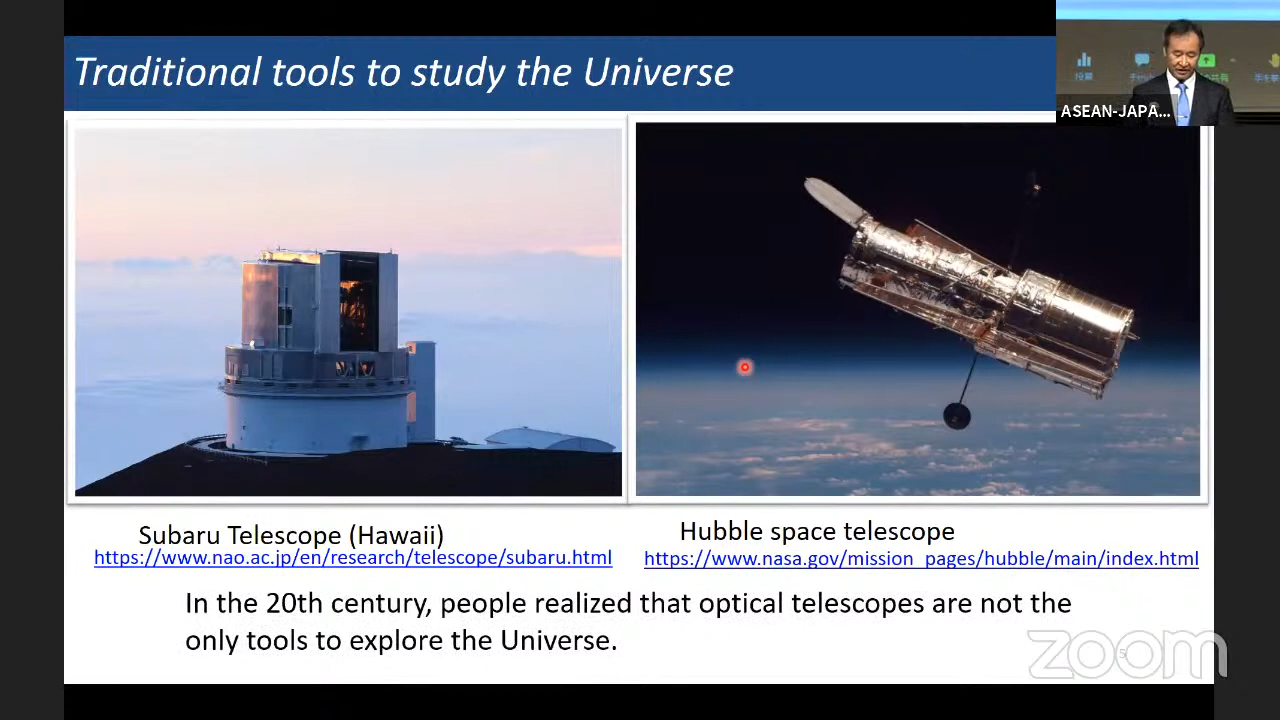 Traditional tools to study the Universe
ASEAN-JAPA...
Subaru Telescope (Hawaii)
https://www.nao.ac.jp/en/research/telescope/subaru.html
Hubble space telescope
https://www.nasa.gov/mission_pages/hubble/main/index.html
In the 20th century, people realized that optical telescopes are not the
only tools to explore the Universe.
5
zoom